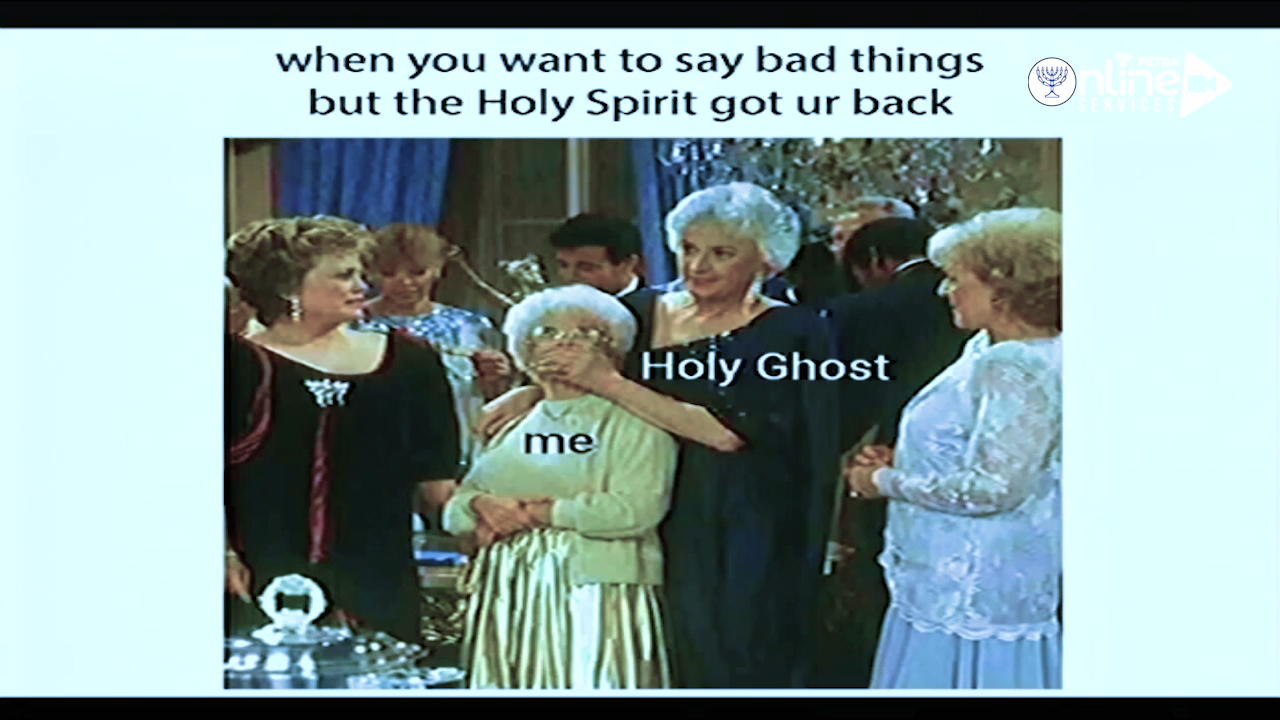 when you want to say bad things
but the Holy Spirit got ur back
Online
SERVICES
Holy Ghost
me